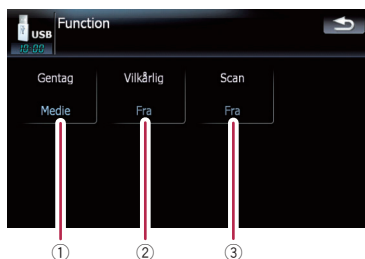 USB
Function
10:00
Gentag
Vilkårlig
Scan
Medie
Fra
Fra
①
②
③